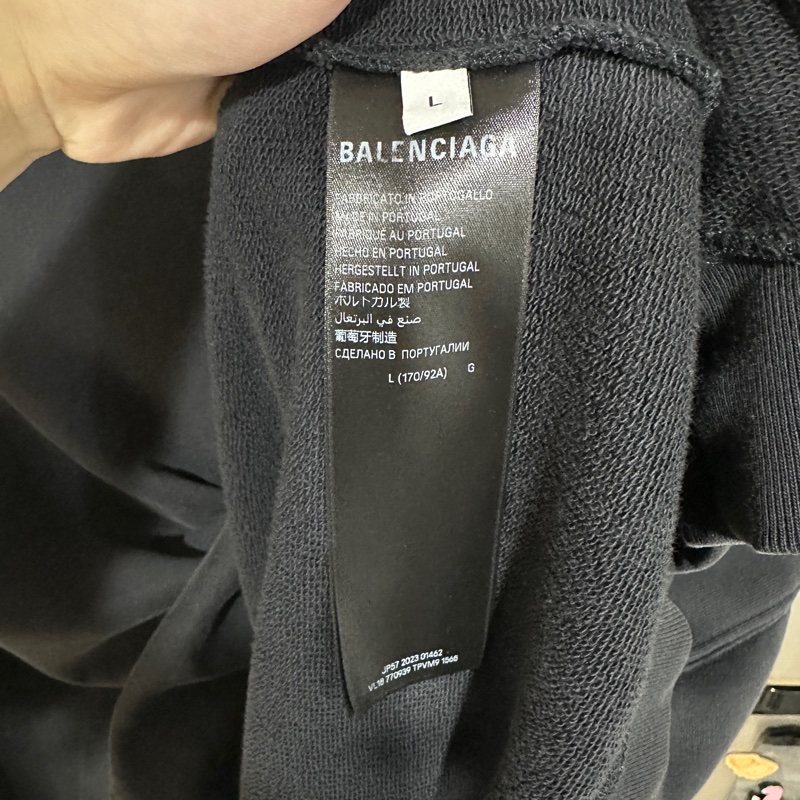 L
BALENCIAGA
FABBRICATO IN PORTOGALLO
MADE IN PORTUGAL
FABRIQUÉ AU PORTUGAL
HECHO EN PORTUGAL
HERGESTELLT IN PORTUGAL
FABRICADO EM PORTUGAL
ポルトガル製
صنع في البرتغال
葡萄牙制造
СДЕЛАНО В ПОРТУГАЛИИ
L (170/92A) G
JP57 2023 01462
VL18 770939 TPVM9 1566